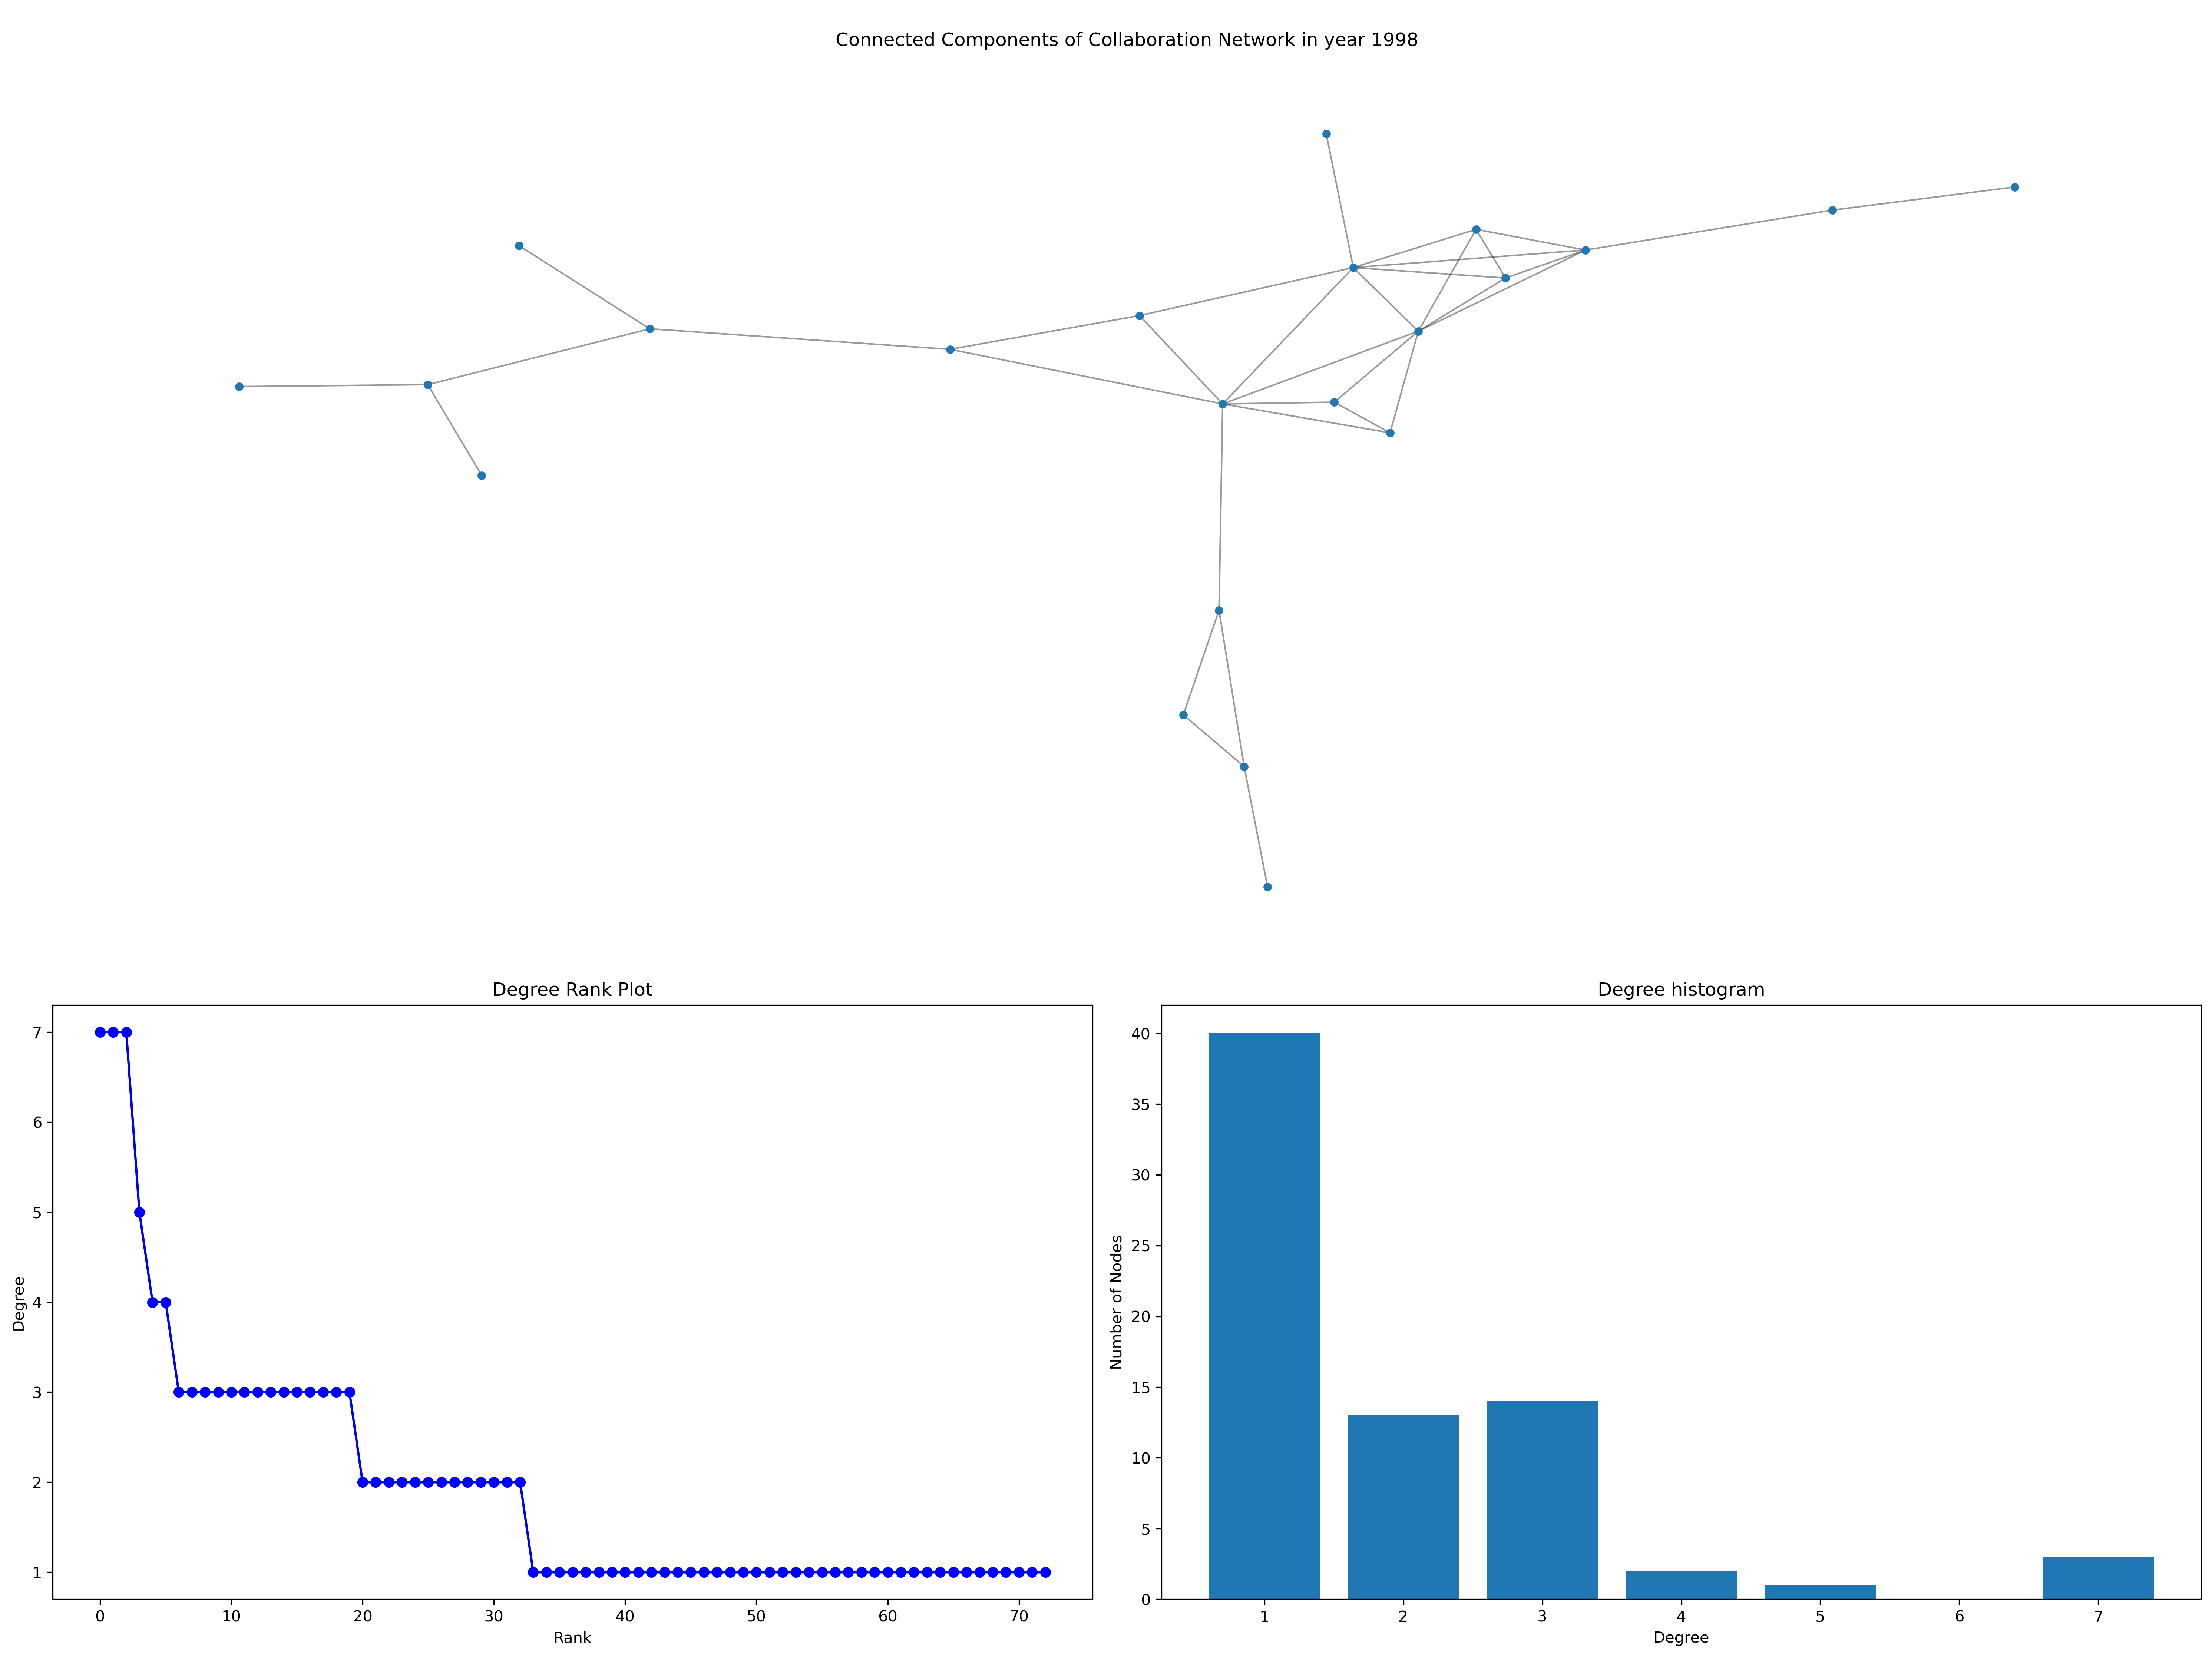 Connected Components of Collaboration Network in year 1998
Degree Rank Plot
7
6
5
4
3
2
1
Degree
0 10 20 30 40 50 60 70
Rank
Degree histogram
40
35
30
25
20
15
10
5
0
Number of Nodes
1 2 3 4 5 6 7
Degree